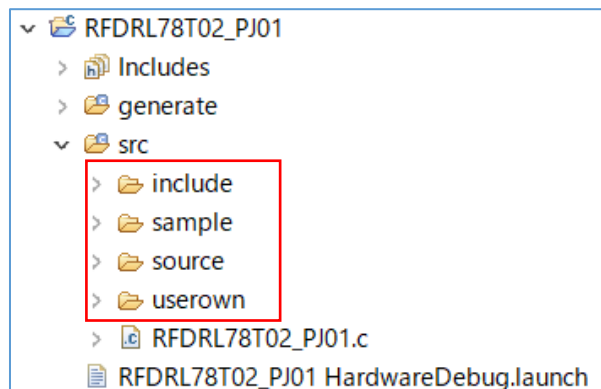 RFDRL78T02_PJ01
Includes
generate
src
include
sample
source
userown
RFDRL78T02_PJ01.c
RFDRL78T02_PJ01 HardwareDebug.launch